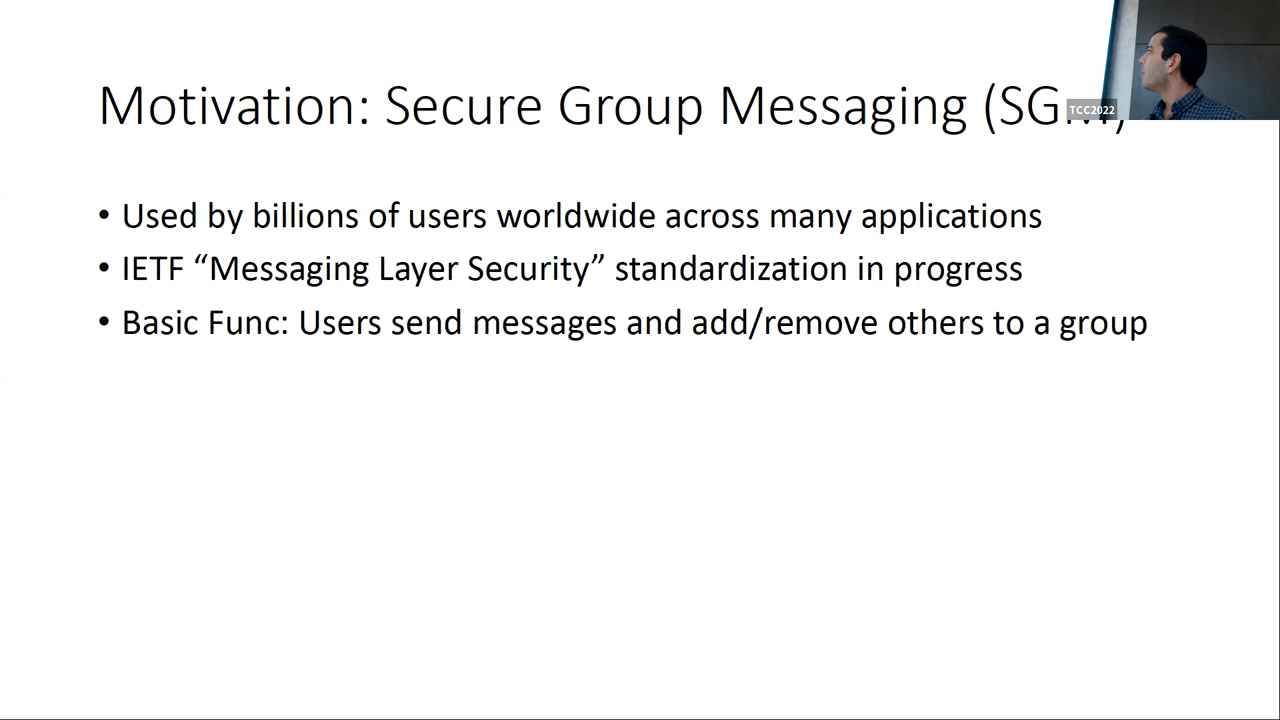 Motivation: Secure Group Messaging (SGM)
TCC2022
• Used by billions of users worldwide across many applications
• IETF “Messaging Layer Security” standardization in progress
• Basic Func: Users send messages and add/remove others to a group